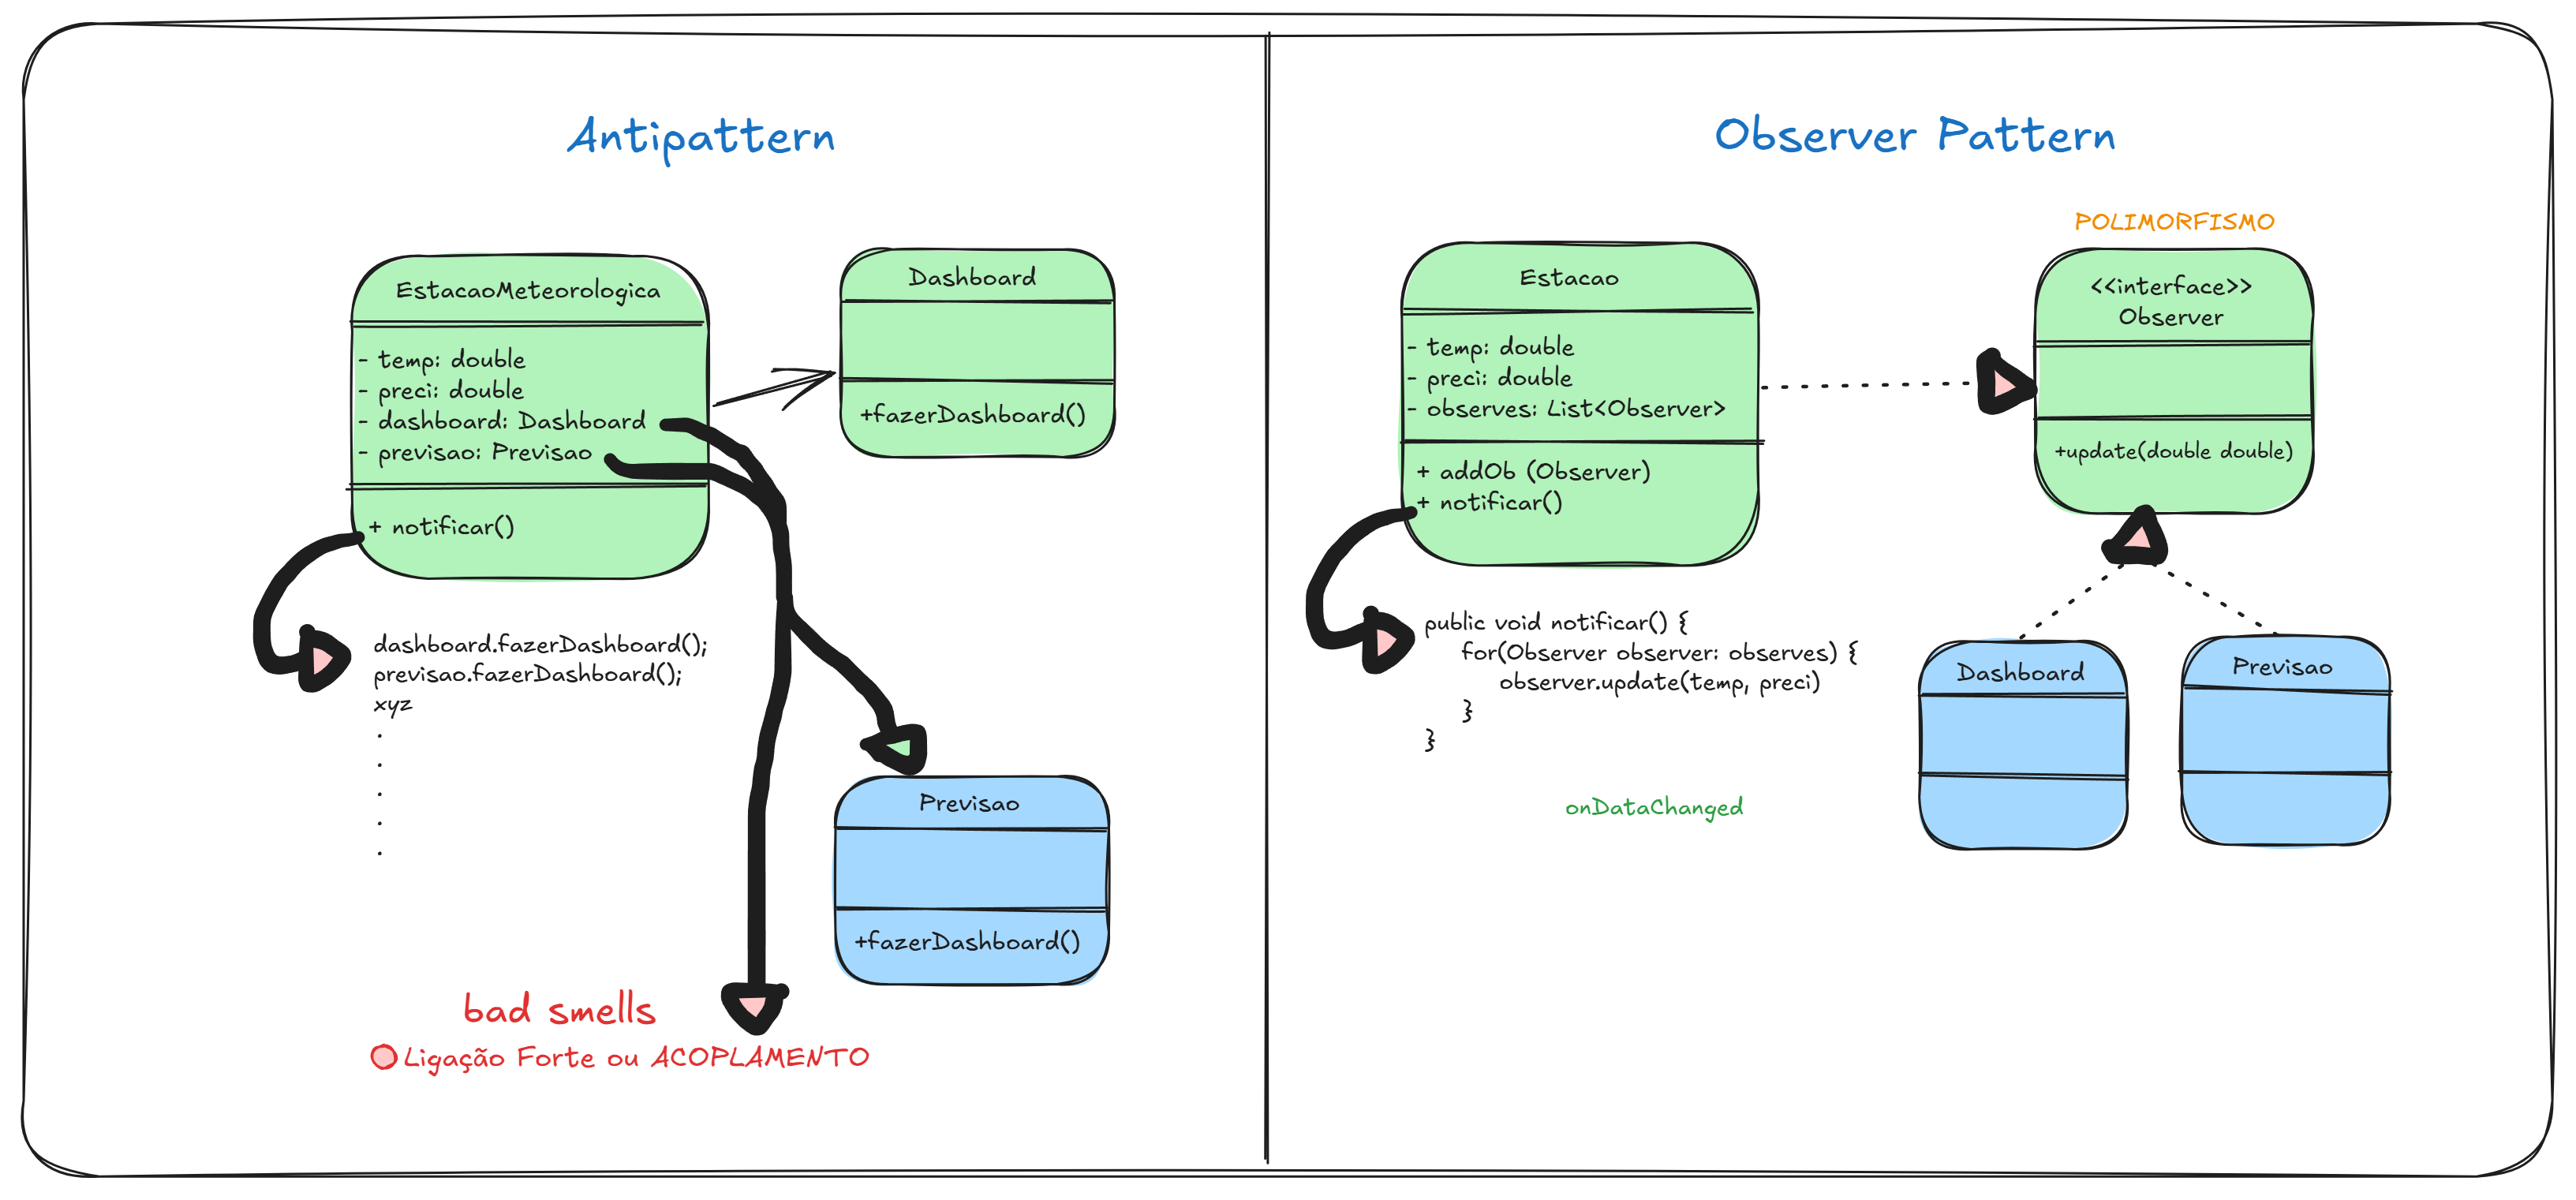 Antipattern
EstacaoMeteorologica
- temp: double
- preci: double
- dashboard: Dashboard
- previsao: Previsao
+ notificar()
Dashboard
+fazerDashboard()
dashboard.fazerDashboard();
previsao.fazerDashboard();
xyz
.
.
.
.
.
Previsao
+fazerDashboard()
bad smells
Ligação Forte ou ACOPLAMENTO
Observer Pattern
Estacao
- temp: double
- preci: double
- observes: List<Observer>
+ addOb (Observer)
+ notificar()
POLIMORFISMO
<<interface>>
Observer
+update(double double)
public void notificar() {
for(Observer observer: observes) {
observer.update(temp, preci)
}
}
onDataChanged
Dashboard
Previsao